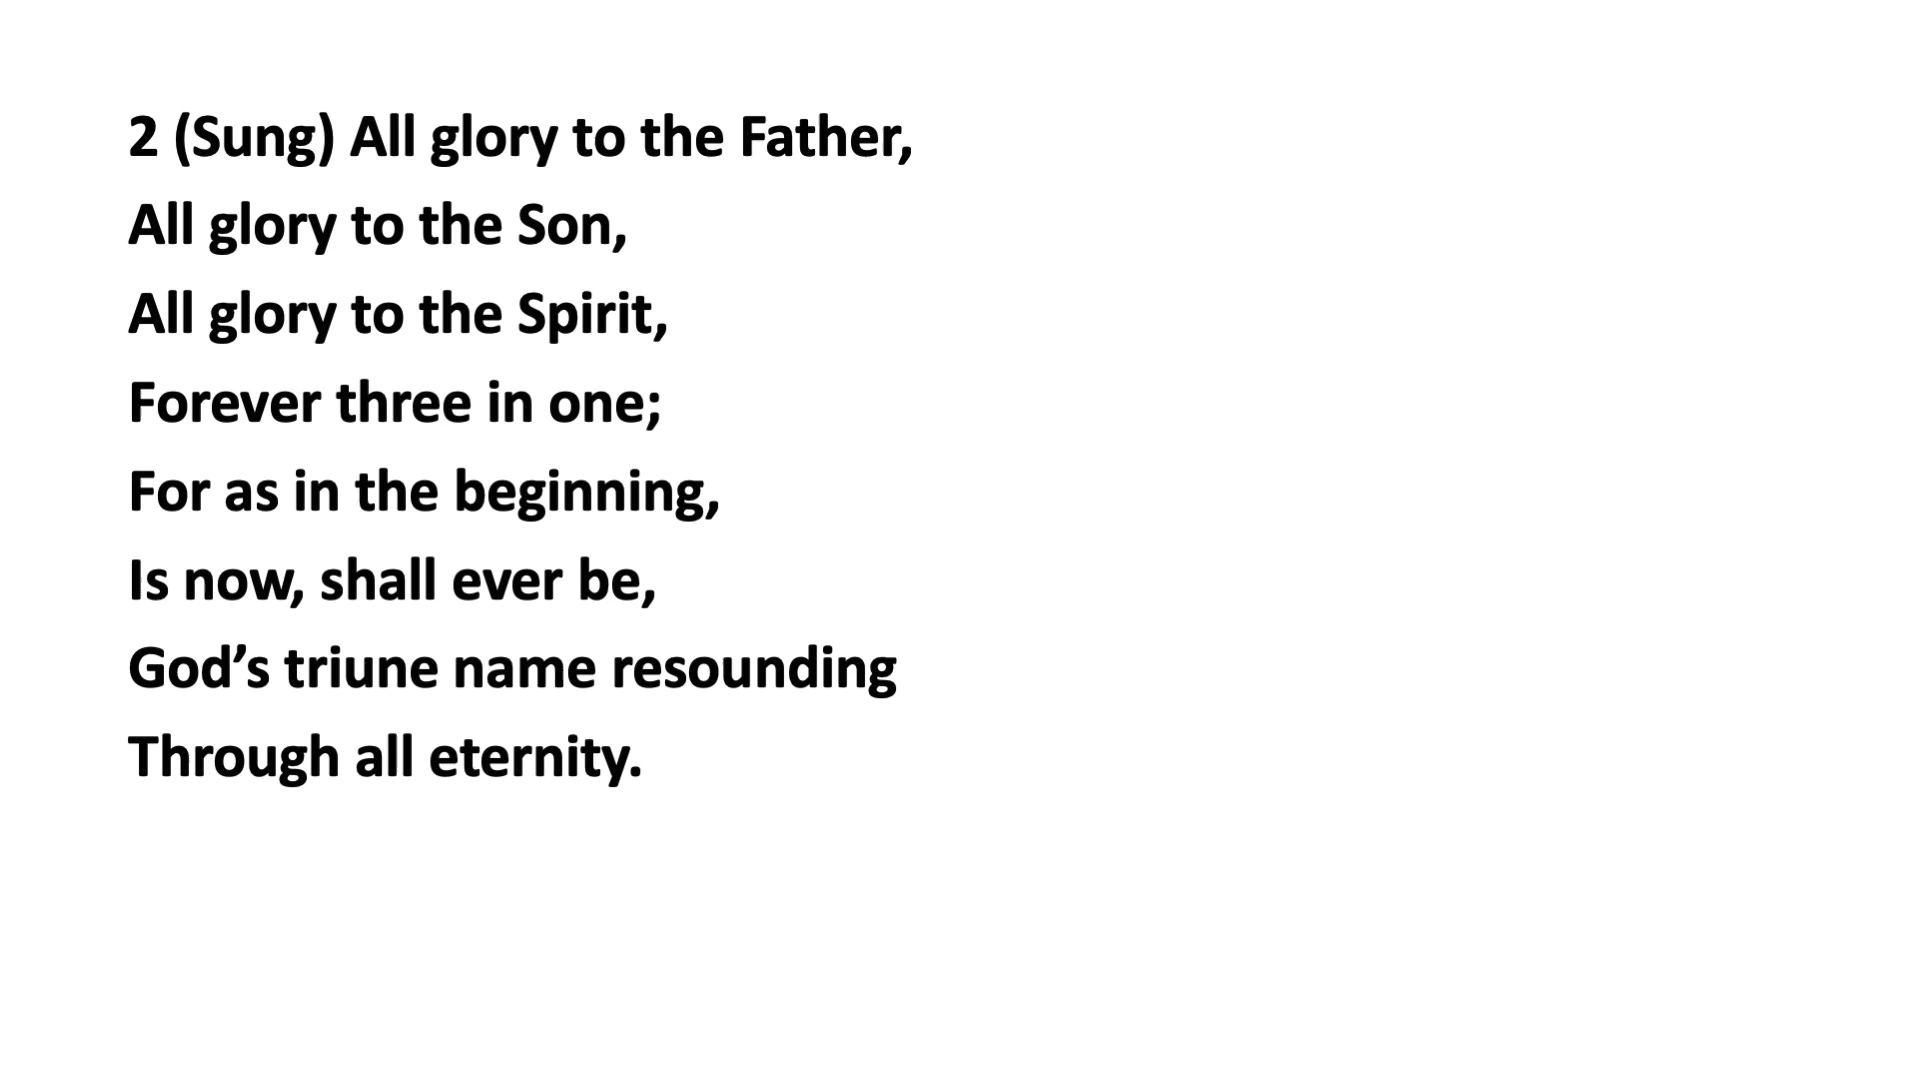 2 (Sung) All glory to the Father,
All glory to the Son,
All glory to the Spirit,
Forever three in one;
For as in the beginning,
Is now, shall ever be,
God’s triune name resounding
Through all eternity.